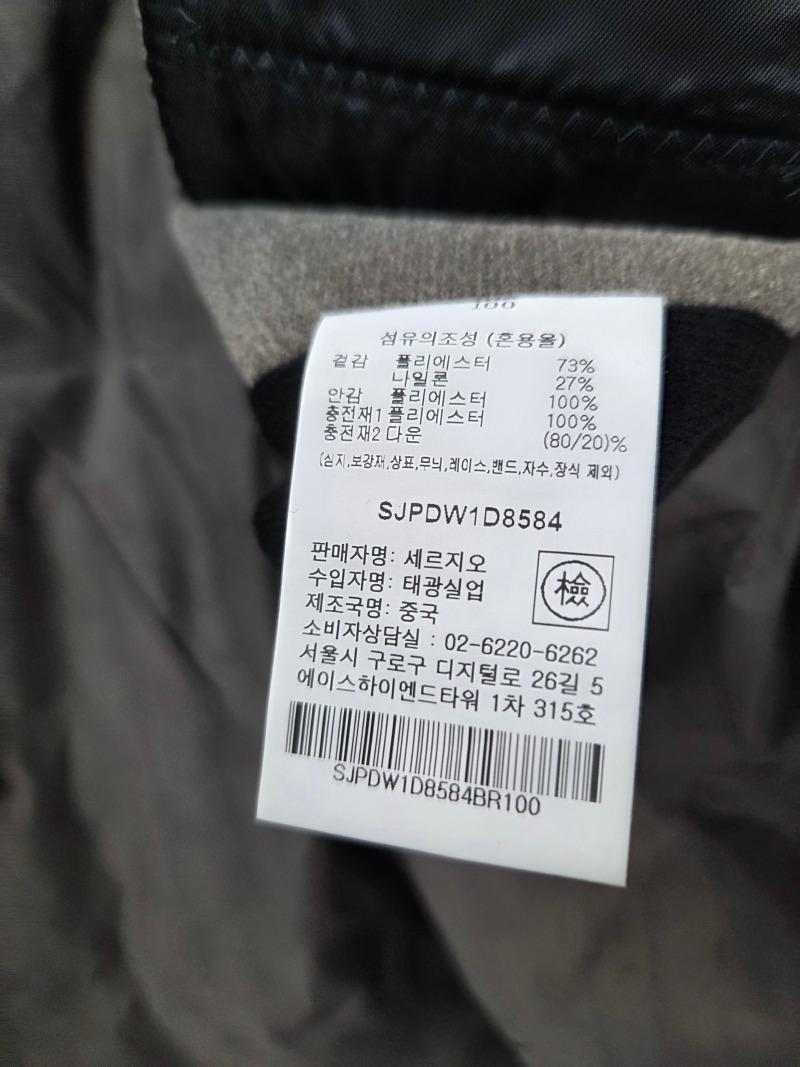 100
섬유의조성 (혼용율)
겉감 폴리에스터 73%
나일론 27%
안감 폴리에스터 100%
충전재1 폴리에스터 100%
충전재2 다운 (80/20)%
(심지,보강재,상표,무늬,레이스,밴드,자수,장식 제외)
SJPDW1D8584
판매자명: 세르지오
수입자명: 태광실업
檢
제조국명: 중국
소비자상담실 : 02-6220-6262
서울시 구로구 디지털로 26길 5
에이스하이엔드타워 1차 315호
SJPDW1D8584BR100